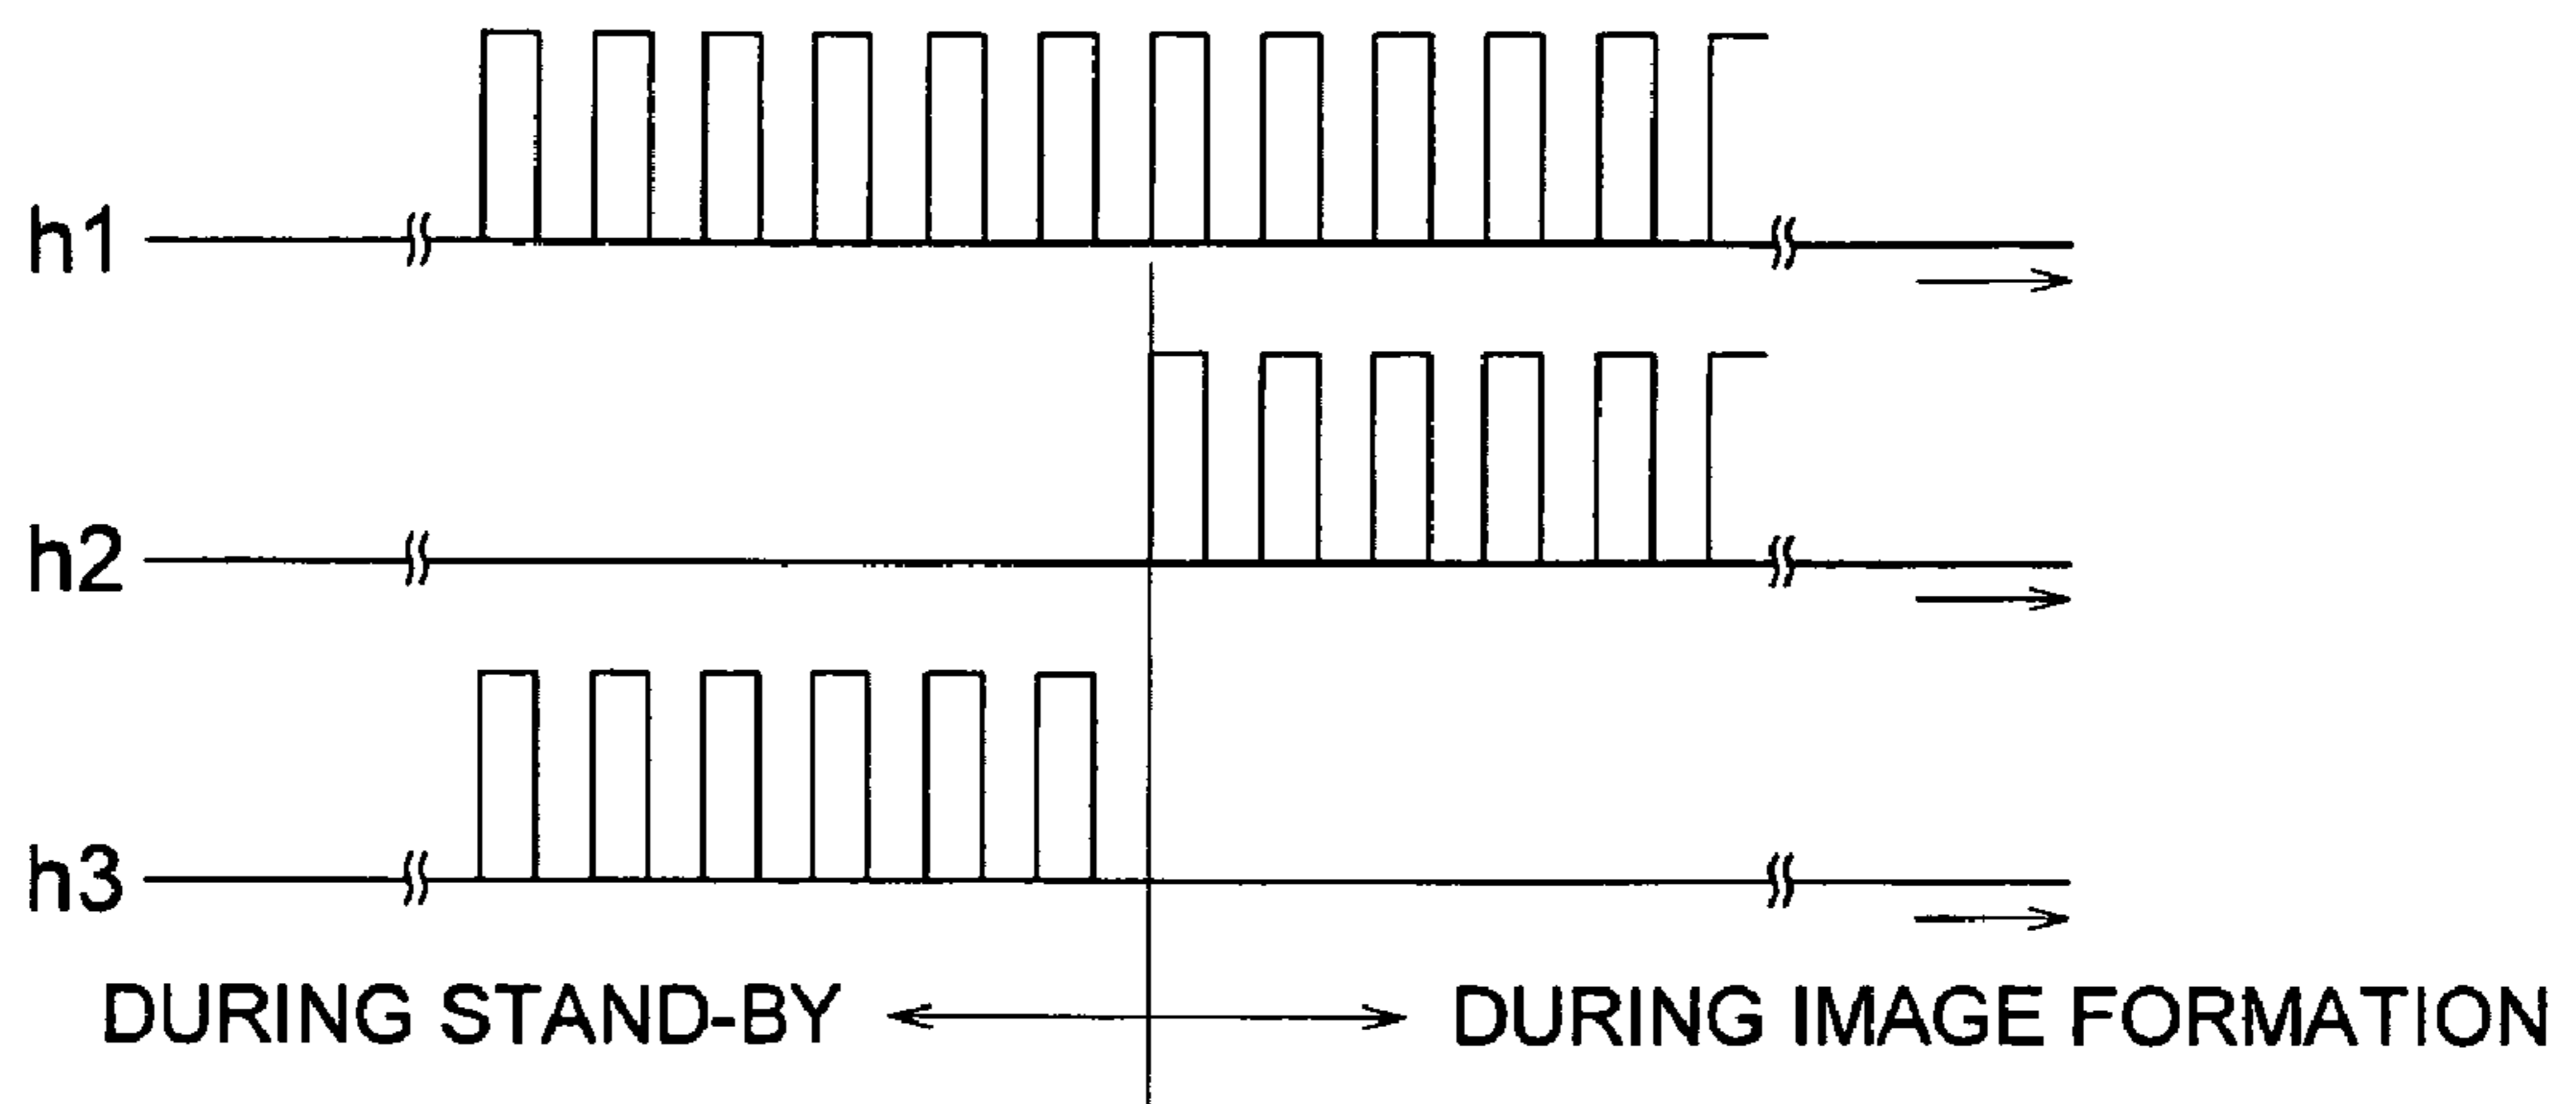 h1
h2
h3
DURING STAND-BY
DURING IMAGE FORMATION